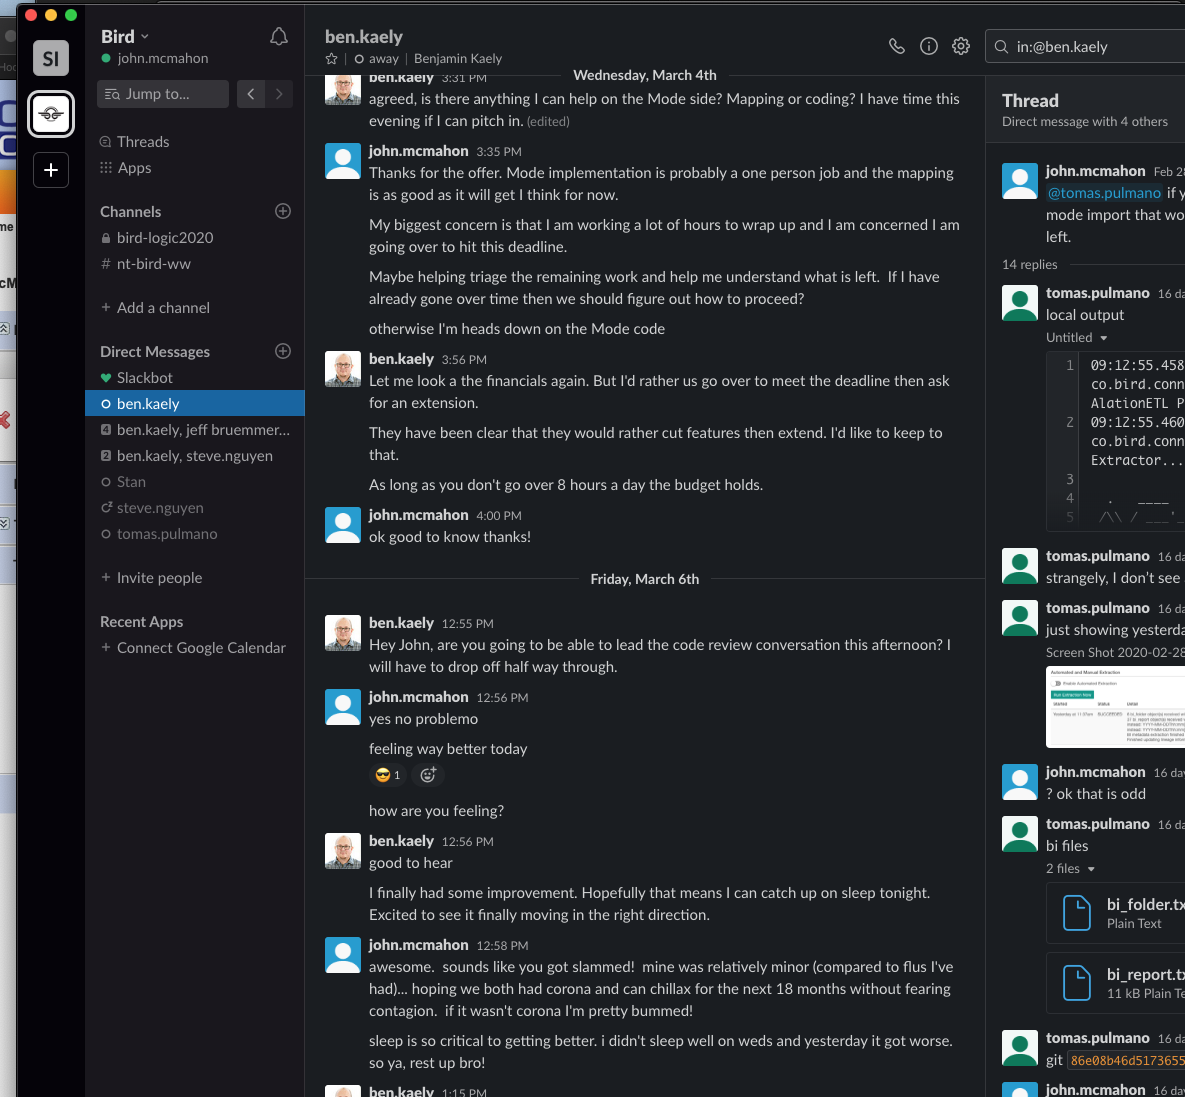 SI
Bird
john.mcmahon
Jump to...
Threads
Apps
Channels
bird-logic2020
# nt-bird-ww
+ Add a channel
Direct Messages
Slackbot
ben.kaely
4 ben.kaely, jeff bruemmer...
2 ben.kaely, steve.nguyen
Stan
steve.nguyen
tomas.pulmano
+ Invite people
Recent Apps
+ Connect Google Calendar
ben.kaely
away | Benjamin Kaely
in:@ben.kaely
Wednesday, March 4th
ben.kaely 3:31 PM
agreed, is there anything I can help on the Mode side? Mapping or coding? I have time this
evening if I can pitch in. (edited)
john.mcmahon 3:35 PM
Thanks for the offer. Mode implementation is probably a one person job and the mapping
is as good as it will get I think for now.
My biggest concern is that I am working a lot of hours to wrap up and I am concerned I am
going over to hit this deadline.
Maybe helping triage the remaining work and help me understand what is left. If I have
already gone over time then we should figure out how to proceed?
otherwise I'm heads down on the Mode code
ben.kaely 3:56 PM
Let me look a the financials again. But I'd rather us go over to meet the deadline then ask
for an extension.
They have been clear that they would rather cut features then extend. I'd like to keep to
that.
As long as you don't go over 8 hours a day the budget holds.
john.mcmahon 4:00 PM
ok good to know thanks!
Friday, March 6th
ben.kaely 12:55 PM
Hey John, are you going to be able to lead the code review conversation this afternoon? I
will have to drop off half way through.
john.mcmahon 12:56 PM
yes no problemo
feeling way better today
1
how are you feeling?
ben.kaely 12:56 PM
good to hear
I finally had some improvement. Hopefully that means I can catch up on sleep tonight.
Excited to see it finally moving in the right direction.
john.mcmahon 12:58 PM
awesome. sounds like you got slammed! mine was relatively minor (compared to flus I've
had)... hoping we both had corona and can chillax for the next 18 months without fearing
contagion. if it wasn't corona I'm pretty bummed!
sleep is so critical to getting better. i didn't sleep well on weds and yesterday it got worse.
so ya, rest up bro!
ben.kaely 1:15 PM
Thread
Direct message with 4 others
john.mcmahon Feb 28
@tomas.pulmano if y
mode import that wo
left.
14 replies
tomas.pulmano 16 da
local output
Untitled
1 09:12:55.458
co.bird.conn
AlationETL P
2 09:12:55.460
co.bird.conn
Extractor...
3
4 . ____
5 /\\ / ___'_
tomas.pulmano 16 da
strangely, I don't see
tomas.pulmano 16 da
just showing yesterda
Screen Shot 2020-02-28
Automated and Manual Extraction
Enable Automated Extraction
Run Extraction Now
Started Status Detail
Yesterday at 11:07am SUCCEEDED
john.mcmahon 16 day
? ok that is odd
tomas.pulmano 16 da
bi files
2 files
bi_folder.tx
Plain Text
bi_report.tx
11 kB Plain Te
tomas.pulmano 16 da
git 86e08b46d5173655
john.mcmahon 16 day